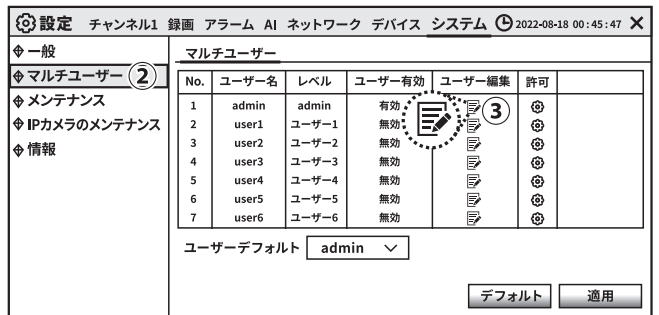 設定 チャンネル1 録画 アラーム AI ネットワーク デバイス システム 2022-08-18 00:45:47 ×
一般
マルチユーザー ②
メンテナンス
IPカメラのメンテナンス
情報
マルチユーザー
No. ユーザー名 レベル ユーザー有効 ユーザー編集 許可
1 admin admin 有効 ③
2 user1 ユーザー1 無効
3 user2 ユーザー2 無効
4 user3 ユーザー3 無効
5 user4 ユーザー4 無効
6 user5 ユーザー5 無効
7 user6 ユーザー6 無効
ユーザーデフォルト admin
デフォルト 適用